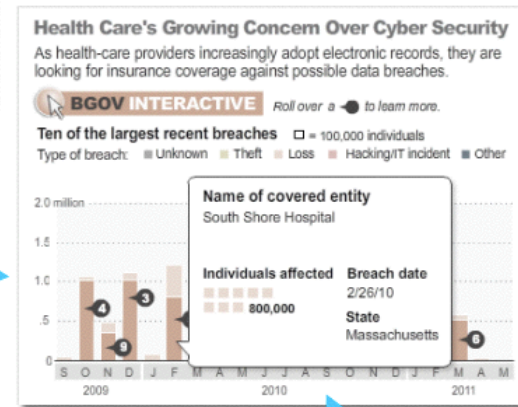 Health Care's Growing Concern Over Cyber Security
As health-care providers increasingly adopt electronic records, they are
looking for insurance coverage against possible data breaches.
BGOV INTERACTIVE Roll over a to learn more.
Ten of the largest recent breaches = 100,000 individuals
Type of breach: Unknown Theft Loss Hacking/IT incident Other
2.0 million
1.5
1.0
.5
0
4
9
3
6
Name of covered entity
South Shore Hospital
Individuals affected
800,000
Breach date
2/26/10
State
Massachusetts
S O N D J F M A M J J A S O N D J F M A M
2009 2010 2011